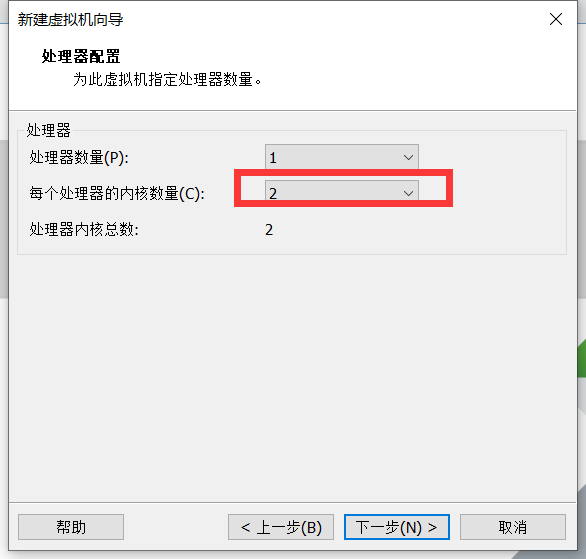 新建虚拟机向导
处理器配置
为此虚拟机指定处理器数量。
处理器
处理器数量(P): 1
每个处理器的内核数量(C): 2
处理器内核总数: 2
帮助 < 上一步(B) 下一步(N) > 取消